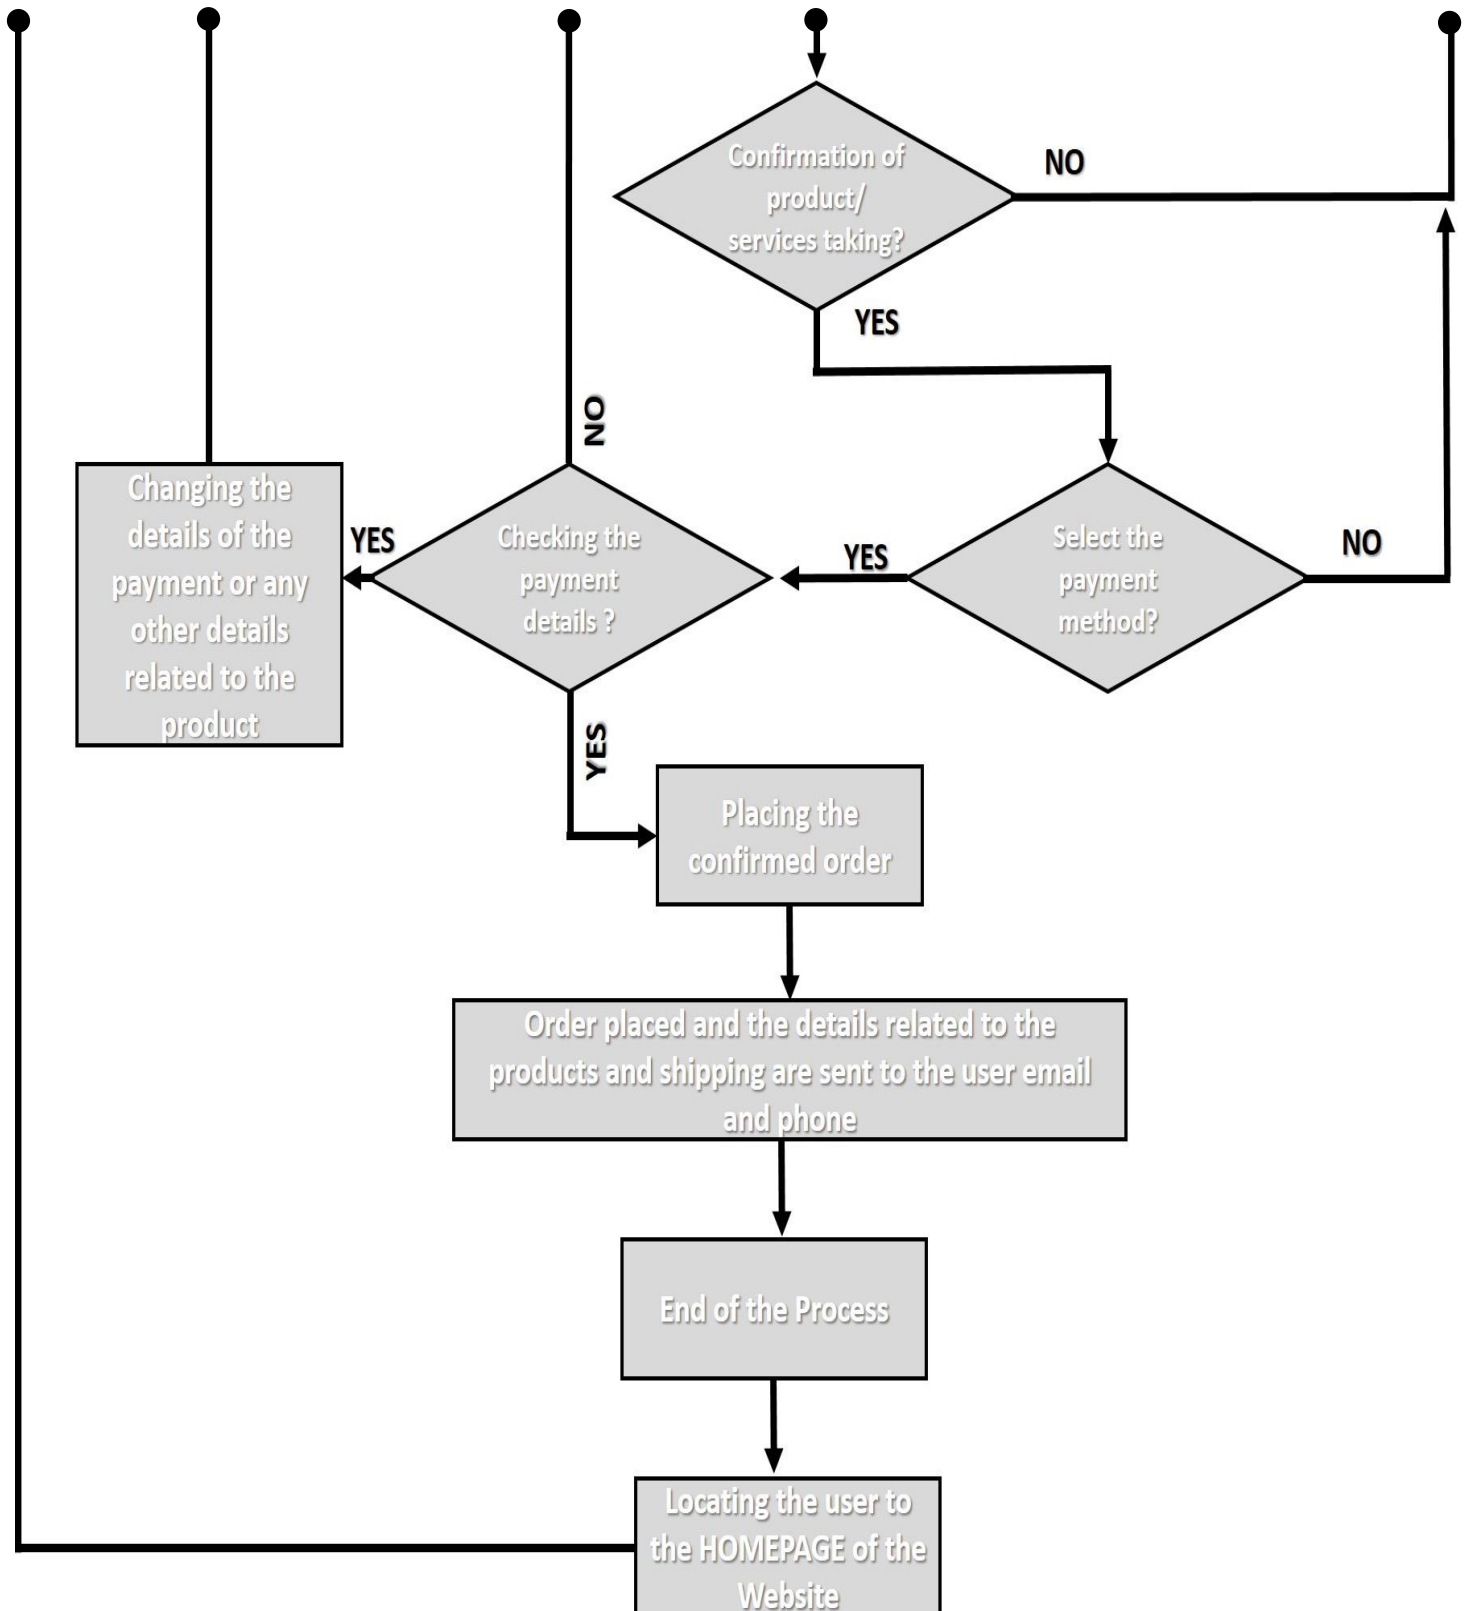 Confirmation of
product/
services taking?
NO
YES
NO
Changing the
details of the
payment or any
other details
related to the
product
YES
Checking the
payment
details ?
YES
Select the
payment
method?
NO
YES
Placing the
confirmed order
Order placed and the details related to the
products and shipping are sent to the user email
and phone
End of the Process
Locating the user to
the HOMEPAGE of the
Website